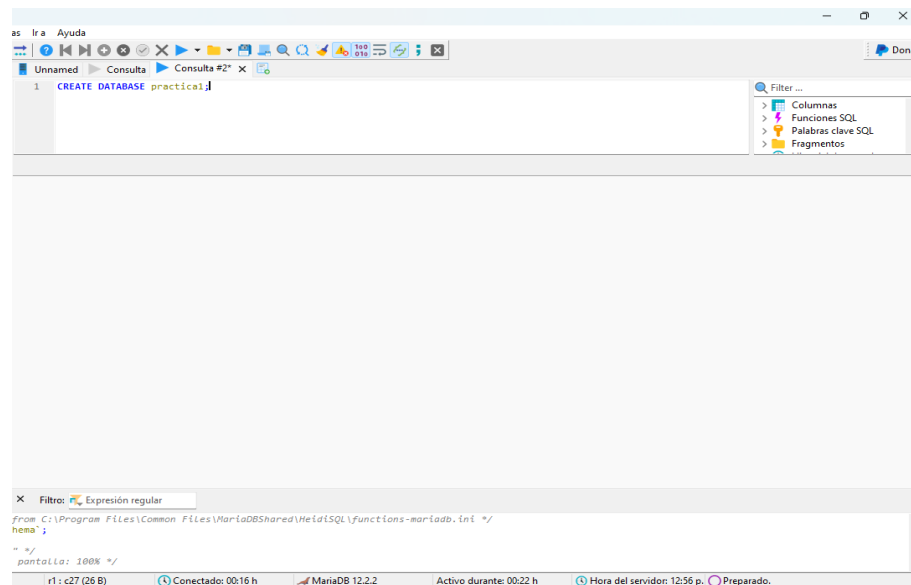 as Ir a Ayuda
Don
Unnamed Consulta Consulta #2*
1 CREATE DATABASE practica1;
Filter ...
Columnas
Funciones SQL
Palabras clave SQL
Fragmentos
Filtro: Expresión regular
from C:\Program Files\Common Files\MariaDBShared\HeidiSQL\functions-mariadb.ini */
hema`;
" */
pantalla: 100% */
r1 : c27 (26 B) Conectado: 00:16 h MariaDB 12.2.2 Activo durante: 00:22 h Hora del servidor: 12:56 p. Preparado.